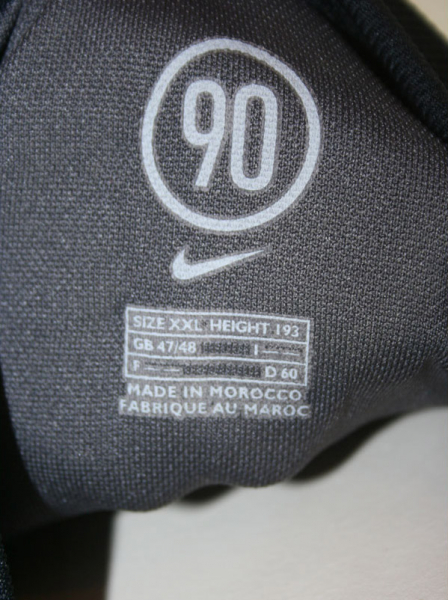 90
SIZE XXL HEIGHT 193
GB 47/48 I
F D 60
MADE IN MOROCCO
FABRIQUE AU MAROC